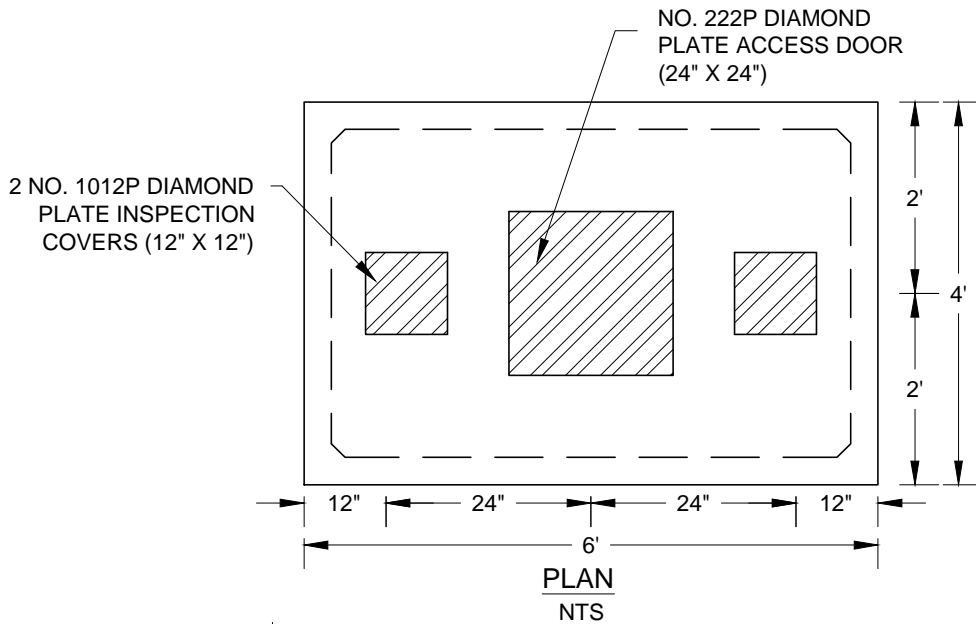 NO. 222P DIAMOND
PLATE ACCESS DOOR
(24" X 24")
2 NO. 1012P DIAMOND
PLATE INSPECTION
COVERS (12" X 12")
2'
4'
2'
12" 24" 24" 12"
6'
PLAN
NTS